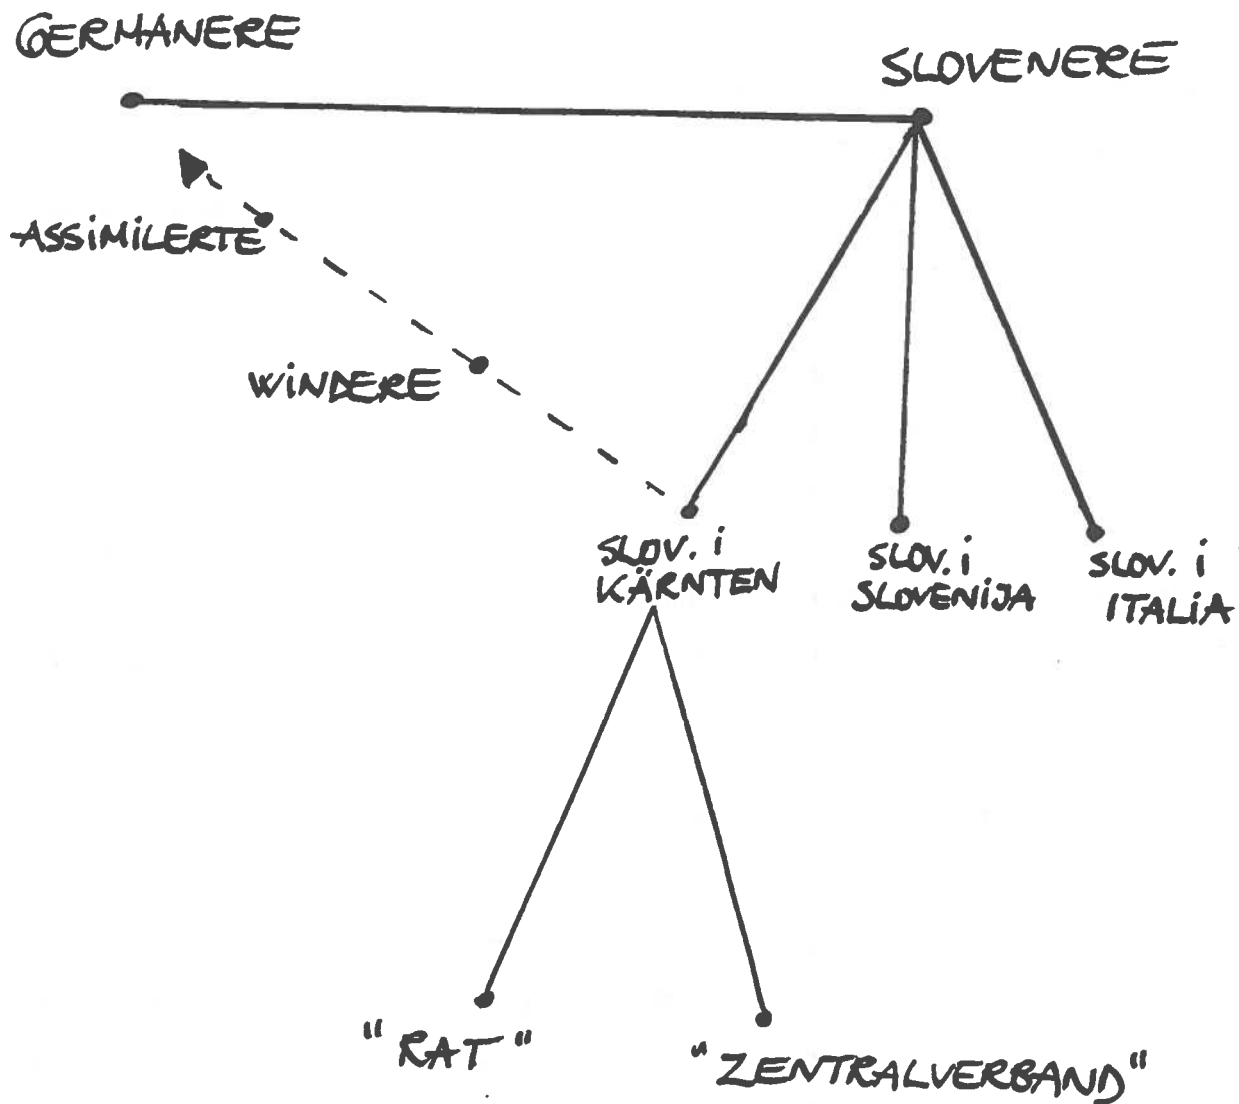 GERMANERE
SLOVENERE
ASSiMiLERTE
WiNDERE
SLOV. i
KÄRNTEN
SLOV. i
SLOVENiJA
SLOV. i
ITALiA
"RAT"
"ZENTRALVERBAND"